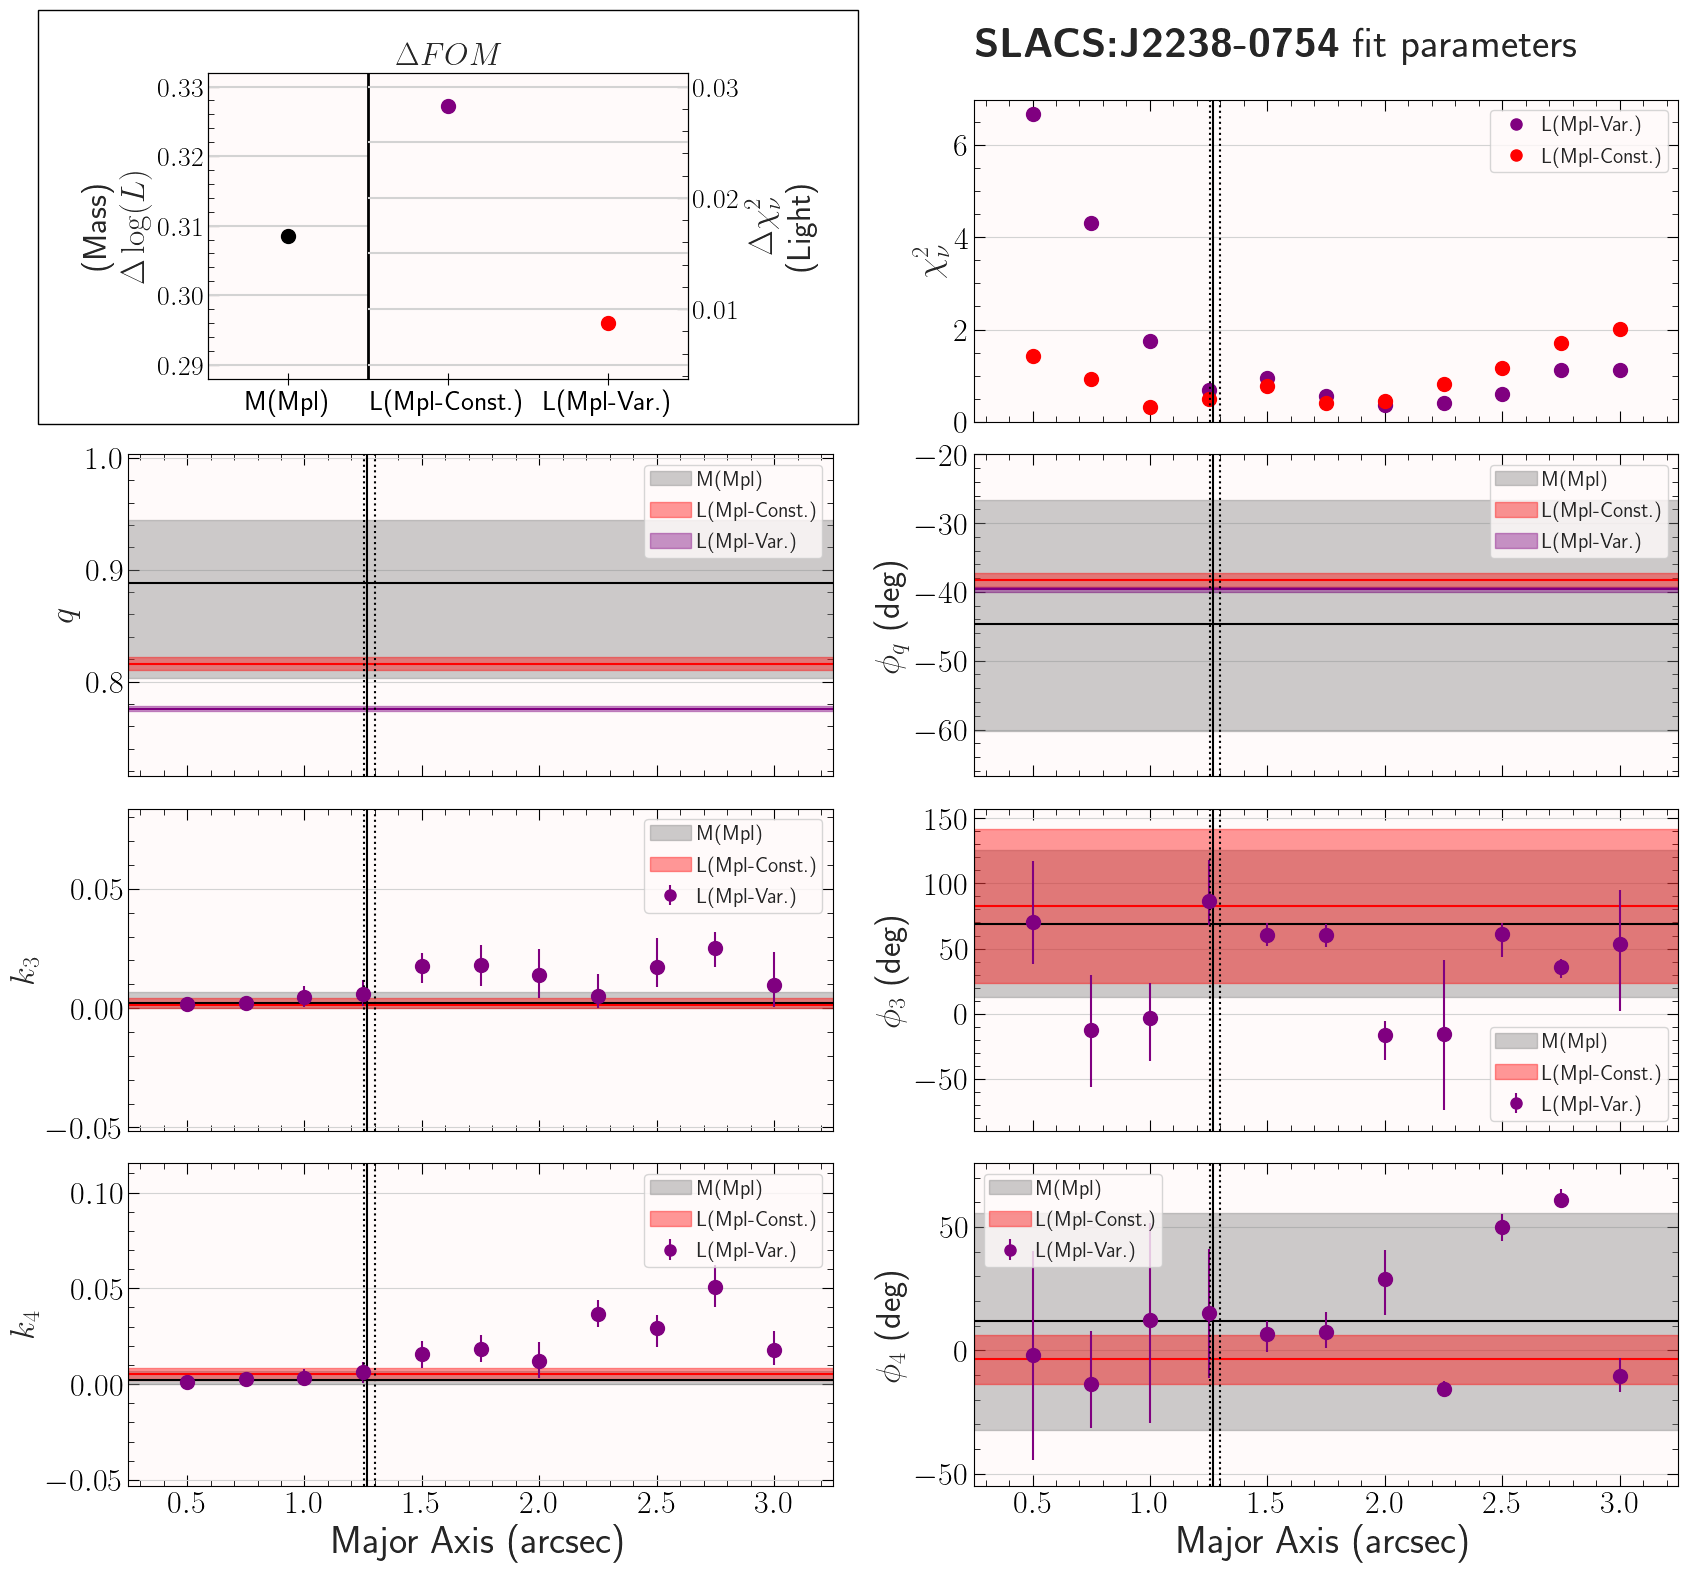 SLACS:J2238-0754 fit parameters
ΔFOM
(Mass)
Δ log(L)
0.33
0.32
0.31
0.30
0.29
0.03
0.02
0.01
Δχ²ν
(Light)
M(Mpl)
L(Mpl-Const.)
L(Mpl-Var.)
χ²ν
6
4
2
0
L(Mpl-Var.)
L(Mpl-Const.)
q
1.0
0.9
0.8
M(Mpl)
L(Mpl-Const.)
L(Mpl-Var.)
ϕq (deg)
−20
−30
−40
−50
−60
M(Mpl)
L(Mpl-Const.)
L(Mpl-Var.)
k3
0.05
0.00
−0.05
M(Mpl)
L(Mpl-Const.)
L(Mpl-Var.)
ϕ3 (deg)
150
100
50
0
−50
M(Mpl)
L(Mpl-Const.)
L(Mpl-Var.)
k4
0.10
0.05
0.00
−0.05
M(Mpl)
L(Mpl-Const.)
L(Mpl-Var.)
0.5 1.0 1.5 2.0 2.5 3.0
Major Axis (arcsec)
ϕ4 (deg)
50
0
−50
M(Mpl)
L(Mpl-Const.)
L(Mpl-Var.)
0.5 1.0 1.5 2.0 2.5 3.0
Major Axis (arcsec)